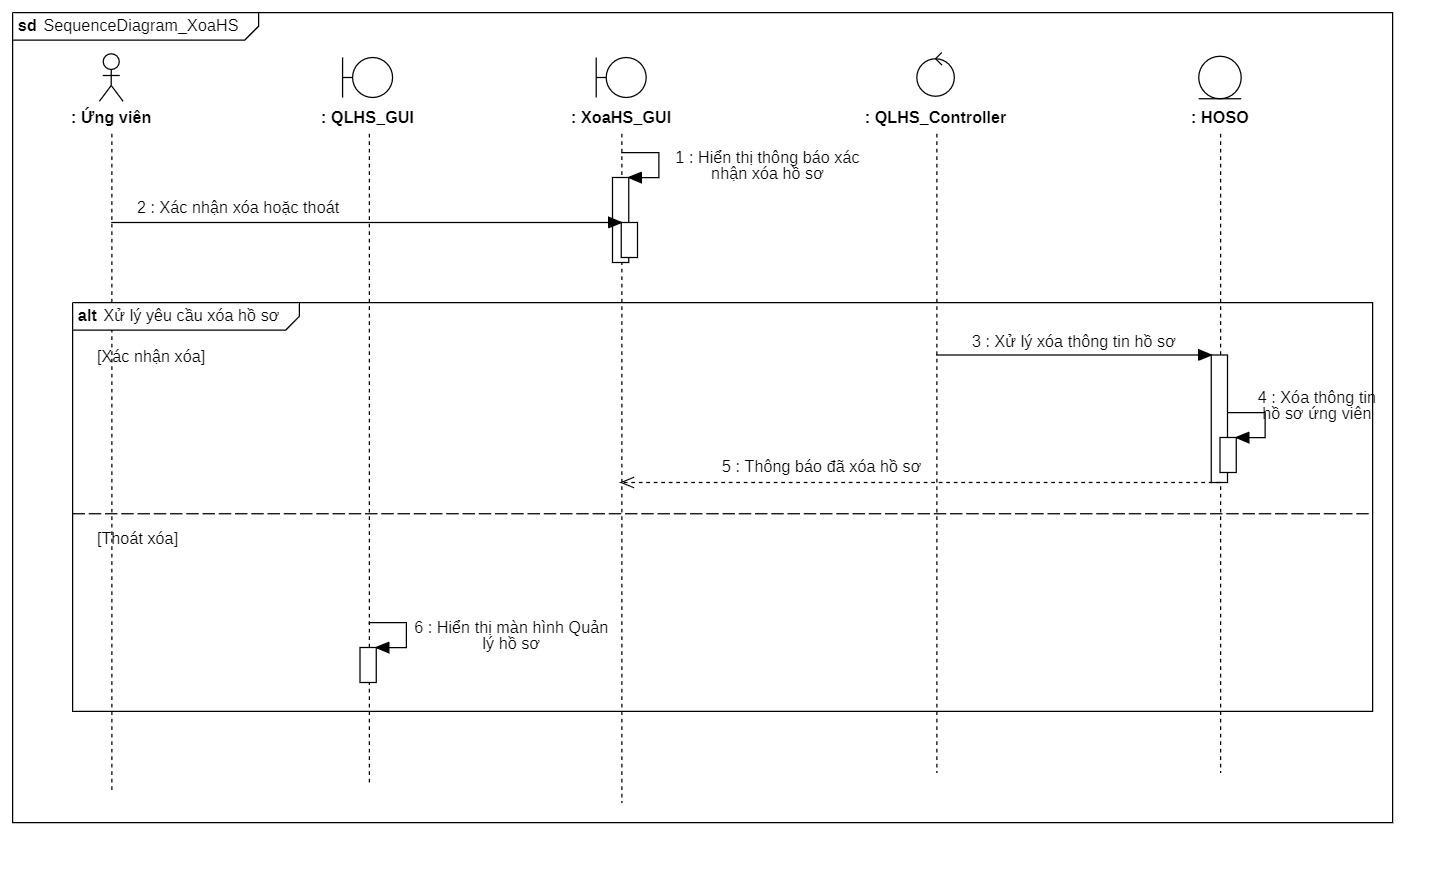 sd SequenceDiagram_XoaHS
: Ứng viên
: QLHS_GUI
: XoaHS_GUI
: QLHS_Controller
: HOSO
1 : Hiển thị thông báo xác
nhận xóa hồ sơ
2 : Xác nhận xóa hoặc thoát
alt Xử lý yêu cầu xóa hồ sơ
[Xác nhận xóa]
3 : Xử lý xóa thông tin hồ sơ
4 : Xóa thông tin
hồ sơ ứng viên
5 : Thông báo đã xóa hồ sơ
[Thoát xóa]
6 : Hiển thị màn hình Quản
lý hồ sơ